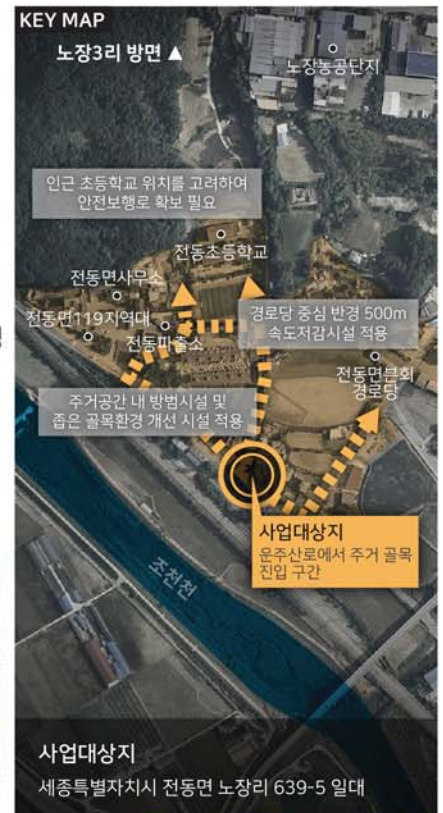 KEY MAP
노장3리 방면 ▲
노장농공단지
인근 초등학교 위치를 고려하여
안전보행로 확보 필요
전동초등학교
전동면사무소
경로당 중심 반경 500m
속도저감시설 적용
전동면119지역대
전동파출소
전동면분회
경로당
주거공간 내 방범시설 및
좁은 골목환경 개선 시설 적용
사업대상지
운주산로에서 주거 골목
진입 구간
조천천
사업대상지
세종특별자치시 전동면 노장리 639-5 일대